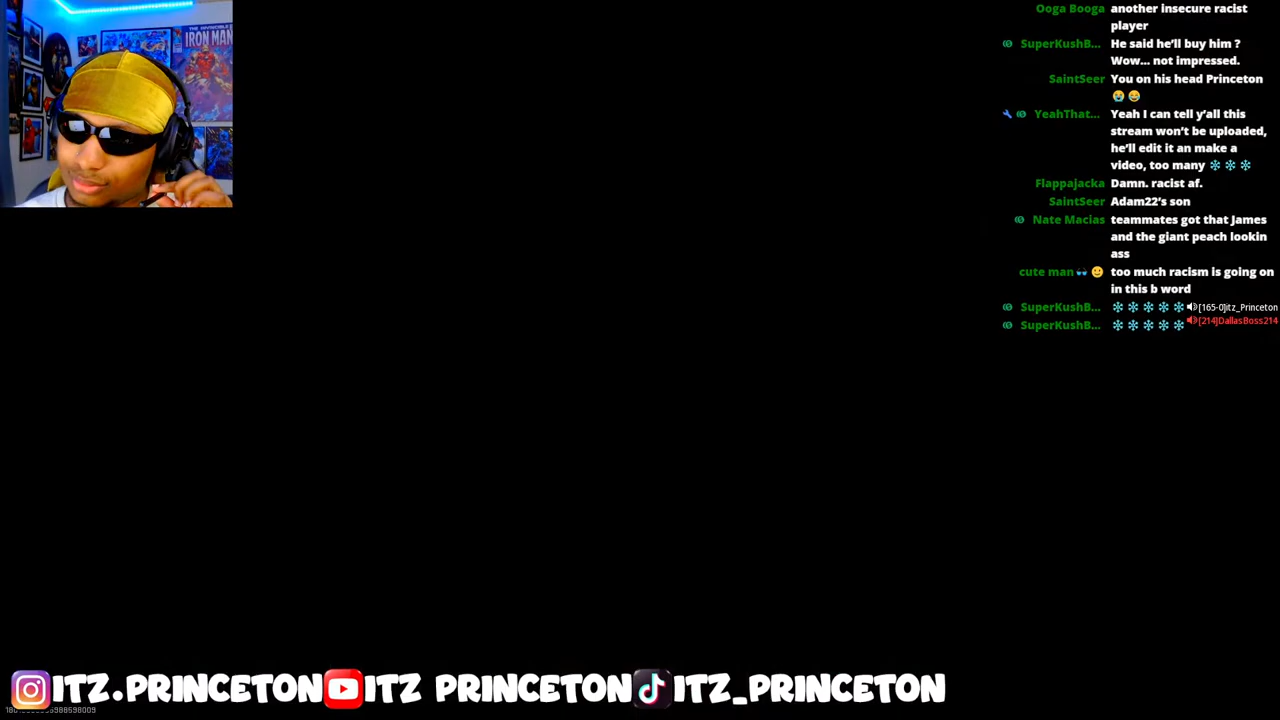 IRON MAN
Ooga Booga another insecure racist
player
SuperKushB... He said he'll buy him ?
Wow... not impressed.
SaintSeer You on his head Princeton
😭 😂
YeahThat... Yeah I can tell y'all this
stream won't be uploaded,
he'll edit it an make a
video, too many ❄️ ❄️ ❄️
Flappajacka Damn. racist af.
SaintSeer Adam22's son
Nate Macias teammates got that James
and the giant peach lookin
ass
cute man🕶️🙂 too much racism is going on
in this b word
SuperKushB... ❄️ ❄️ ❄️ ❄️ ❄️
[165-0]itz_Princeton
SuperKushB... ❄️ ❄️ ❄️ ❄️ ❄️
[214]DallasBoss214
ITZ.PRINCETON ITZ PRINCETON ITZ_PRINCETON